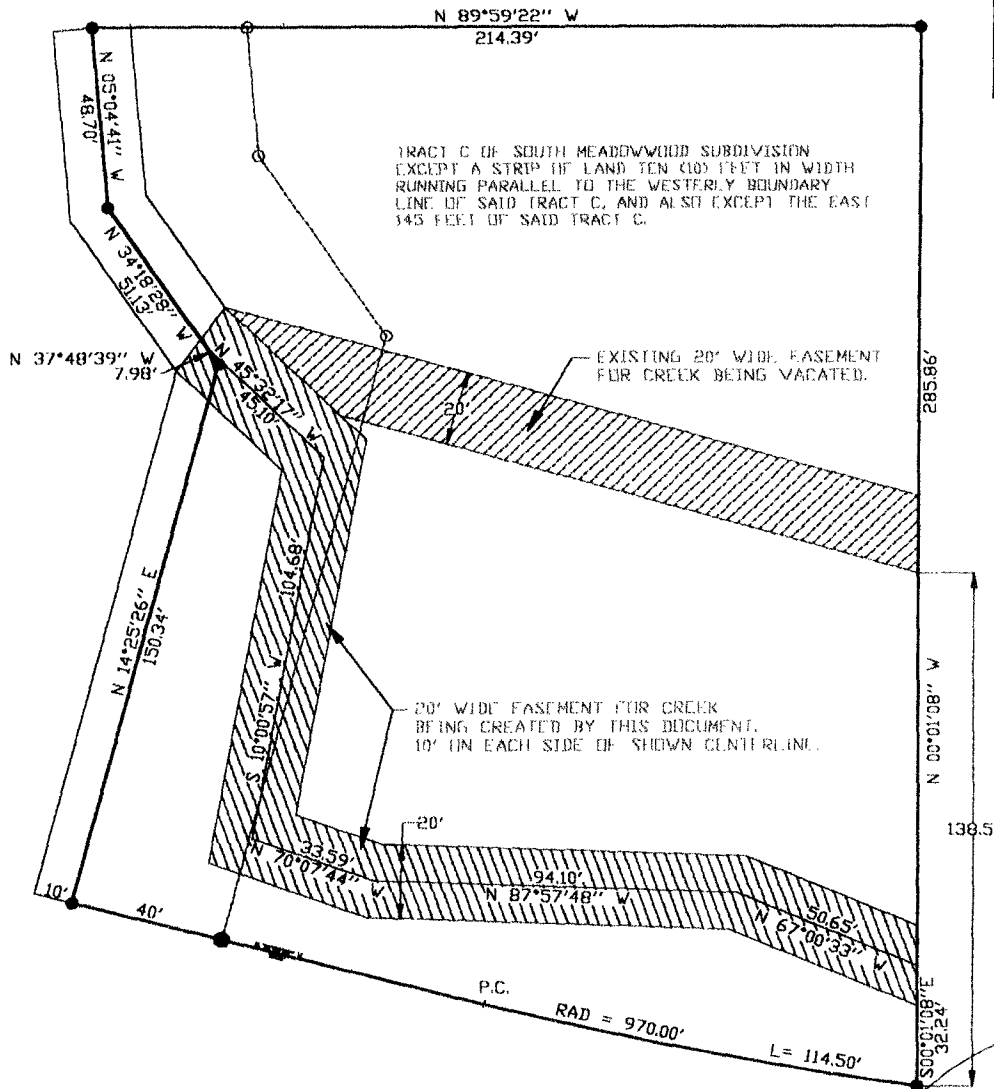 N 89°59'22" W
214.39'
N 05°04'41" W
48.70'
TRACT C OF SOUTH MEADOWWOOD SUBDIVISION
EXCEPT A STRIP OF LAND TEN (10) FEET IN WIDTH
RUNNING PARALLEL TO THE WESTERLY BOUNDARY
LINE OF SAID TRACT C, AND ALSO EXCEPT THE EAST
145 FEET OF SAID TRACT C.
N 34°18'28" W
51.13'
N 37°48'39" W
7.98'
N 45°32'17" W
45.10'
EXISTING 20' WIDE EASEMENT
FOR CREEK BEING VACATED.
20'
285.86'
N 14°25'26" E
150.34'
104.68'
S 10°00'57" W
N 00°01'08" W
20' WIDE EASEMENT FOR CREEK
BEING CREATED BY THIS DOCUMENT.
10' ON EACH SIDE OF SHOWN CENTERLINE.
138.5
20'
33.59'
N 70°07'44" W
94.10'
N 87°57'48" W
50.65'
N 67°00'33" W
10'
40'
P.C.
RAD = 970.00'
L= 114.50'
S00°01'08"E
32.24'